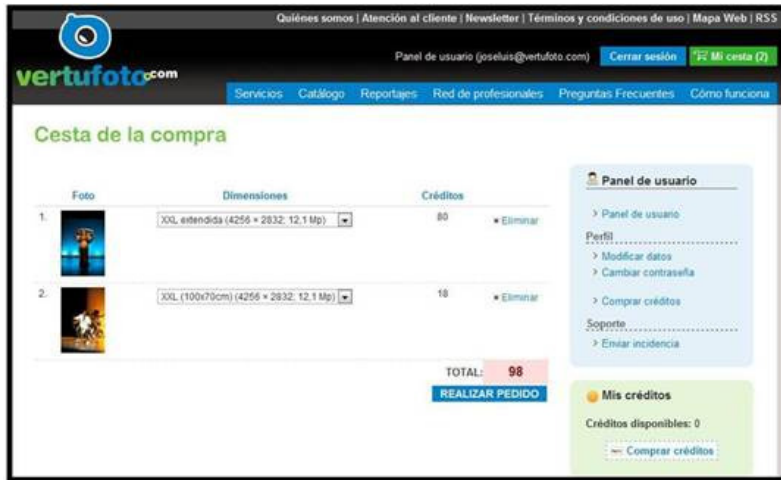 Quiénes somos | Atención al cliente | Newsletter | Términos y condiciones de uso | Mapa Web | RSS
vertufoto.com
Panel de usuario (joseluis@vertufoto.com) Cerrar sesión Mi cesta (2)
Servicios Catálogo Reportajes Red de profesionales Preguntas Frecuentes Cómo funciona
Cesta de la compra
Foto Dimensiones Créditos
1. XXL extendida (4256 × 2832; 12,1 Mp) 80 Eliminar
2. XXL (100x70cm) (4256 × 2832; 12,1 Mp) 18 Eliminar
TOTAL: 98
REALIZAR PEDIDO
Panel de usuario
> Panel de usuario
Perfil
> Modificar datos
> Cambiar contraseña
> Comprar créditos
Soporte
> Enviar incidencia
Mis créditos
Créditos disponibles: 0
Comprar créditos